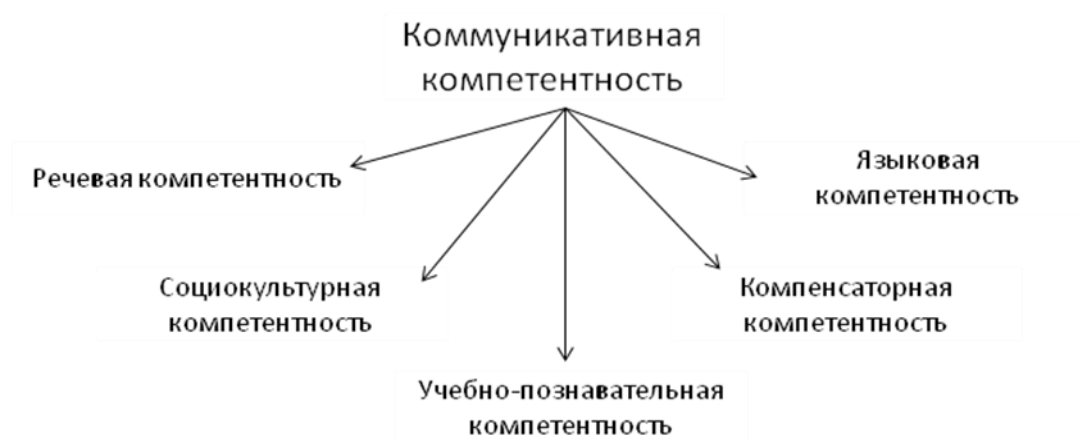 Коммуникативная
компетентность
Речевая компетентность
Языковая
компетентность
Социокультурная
компетентность
Компенсаторная
компетентность
Учебно-познавательная
компетентность